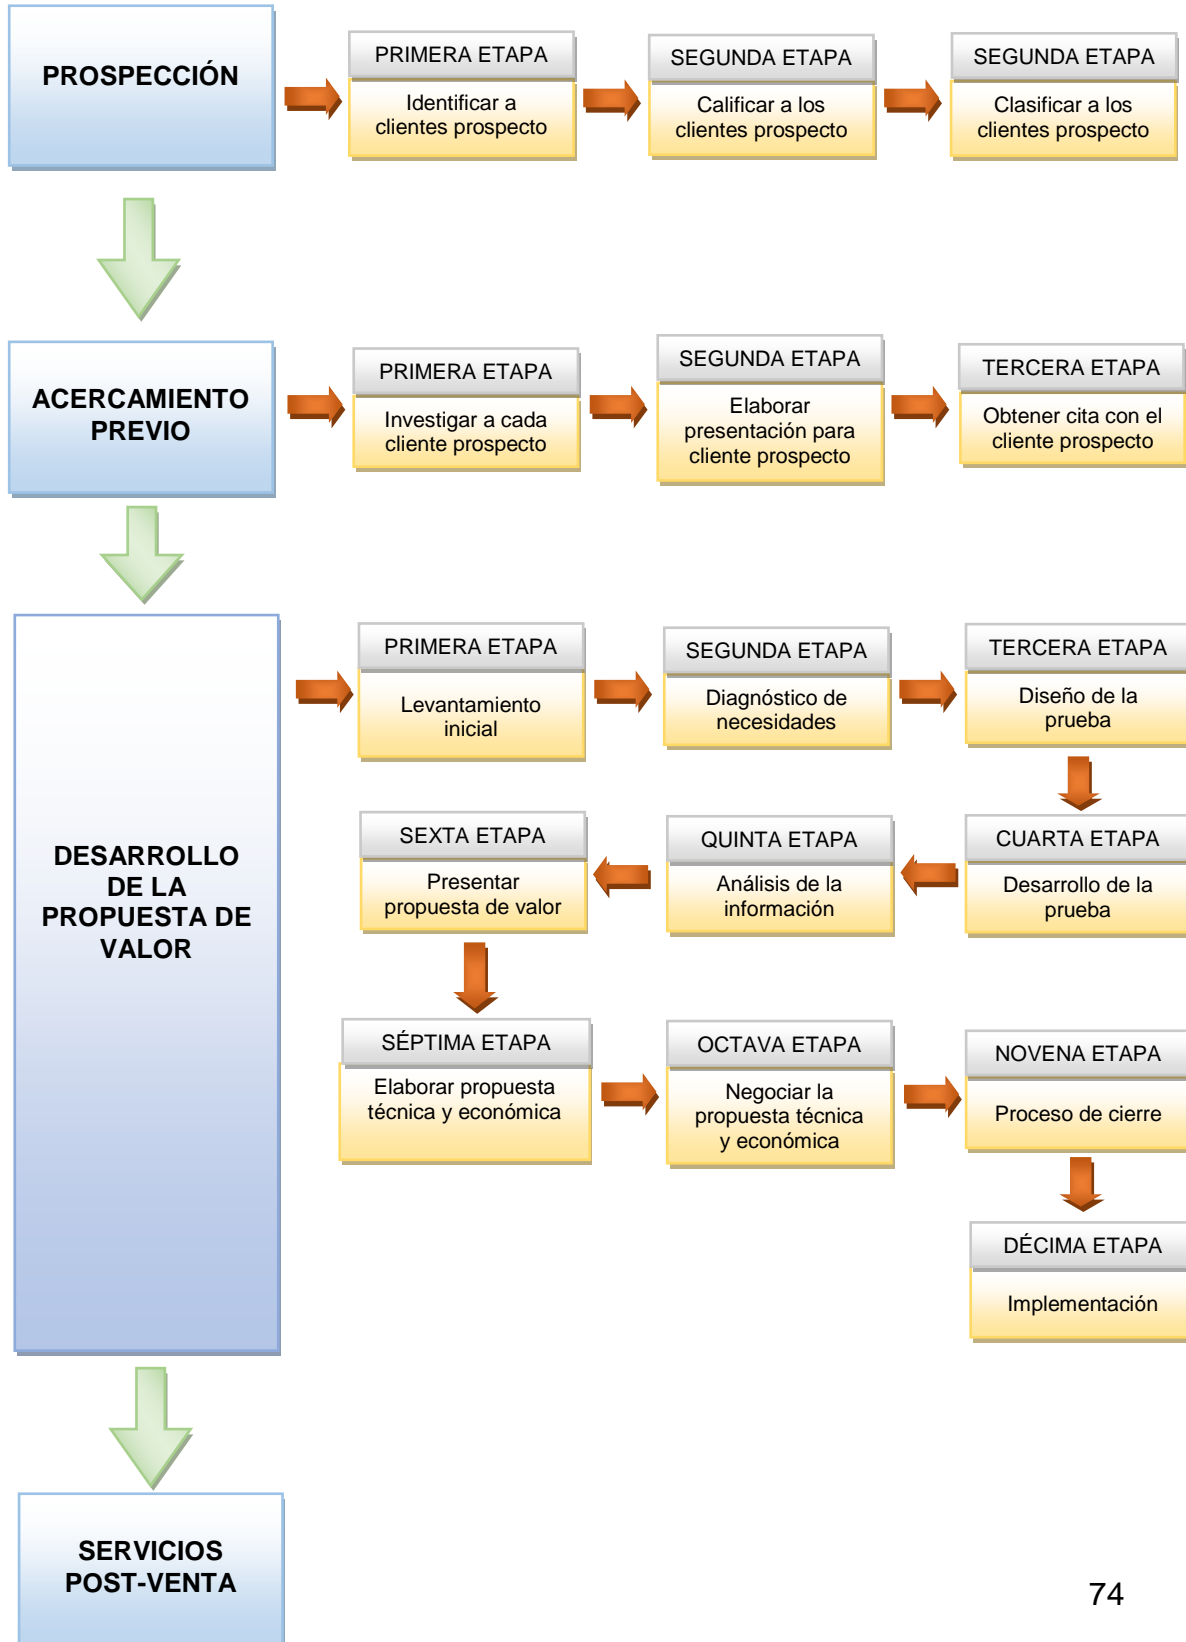 PROSPECCIÓN
PRIMERA ETAPA
Identificar a
clientes prospecto
SEGUNDA ETAPA
Calificar a los
clientes prospecto
SEGUNDA ETAPA
Clasificar a los
clientes prospecto
ACERCAMIENTO
PREVIO
PRIMERA ETAPA
Investigar a cada
cliente prospecto
SEGUNDA ETAPA
Elaborar
presentación para
cliente prospecto
TERCERA ETAPA
Obtener cita con el
cliente prospecto
DESARROLLO
DE LA
PROPUESTA DE
VALOR
PRIMERA ETAPA
Levantamiento
inicial
SEGUNDA ETAPA
Diagnóstico de
necesidades
TERCERA ETAPA
Diseño de la
prueba
CUARTA ETAPA
Desarrollo de la
prueba
QUINTA ETAPA
Análisis de la
información
SEXTA ETAPA
Presentar
propuesta de valor
SÉPTIMA ETAPA
Elaborar propuesta
técnica y económica
OCTAVA ETAPA
Negociar la
propuesta técnica
y económica
NOVENA ETAPA
Proceso de cierre
DÉCIMA ETAPA
Implementación
SERVICIOS
POST-VENTA
74